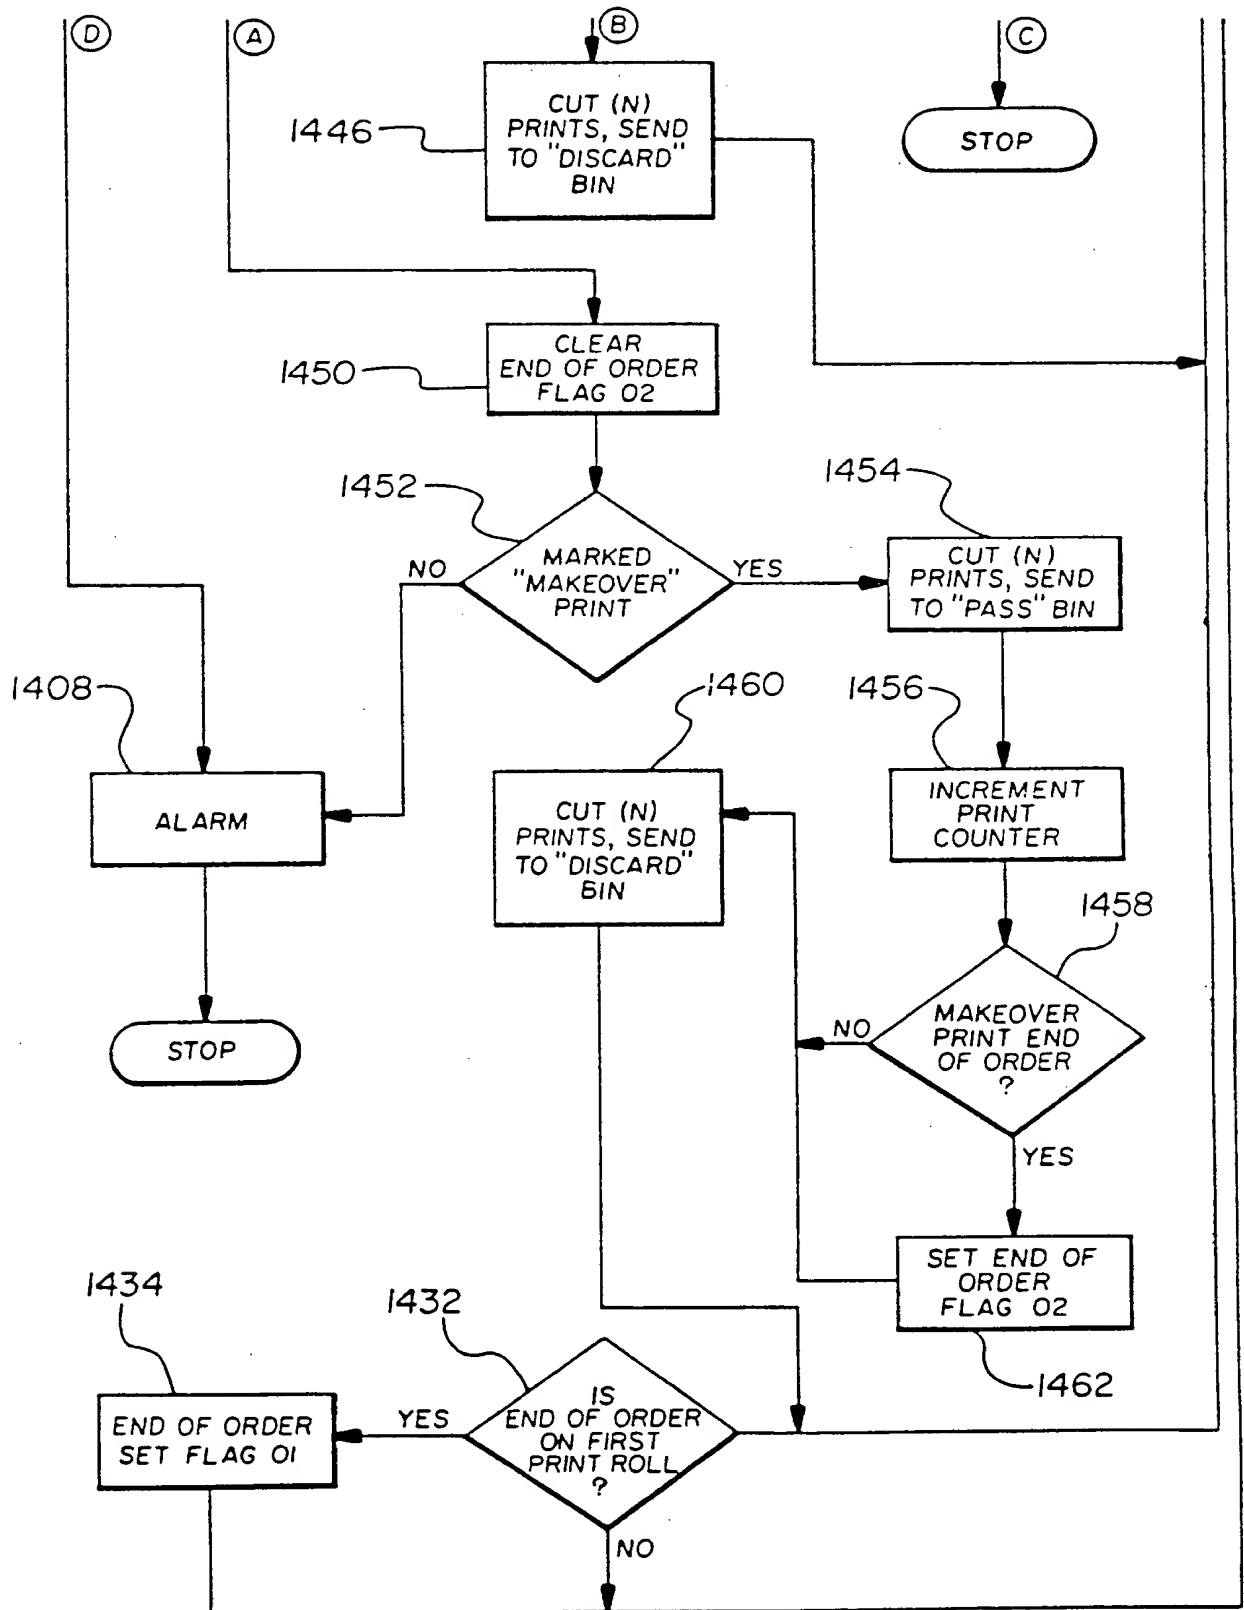 D
A
B
C
1446
CUT (N)
PRINTS, SEND
TO "DISCARD"
BIN
STOP
1450
CLEAR
END OF ORDER
FLAG 02
1452
MARKED
"MAKEOVER"
PRINT
NO
YES
1454
CUT (N)
PRINTS, SEND
TO "PASS" BIN
1408
ALARM
1460
CUT (N)
PRINTS, SEND
TO "DISCARD"
BIN
1456
INCREMENT
PRINT
COUNTER
1458
MAKEOVER
PRINT END
OF ORDER
?
NO
YES
STOP
SET END OF
ORDER
FLAG 02
1462
1434
END OF ORDER
SET FLAG 01
1432
YES
IS
END OF ORDER
ON FIRST
PRINT ROLL
?
NO